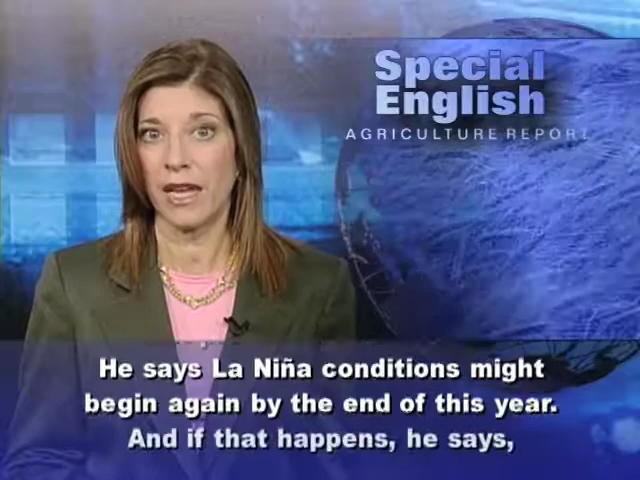 Special
English
AGRICULTURE REPORT
He says La Niña conditions might
begin again by the end of this year.
And if that happens, he says,